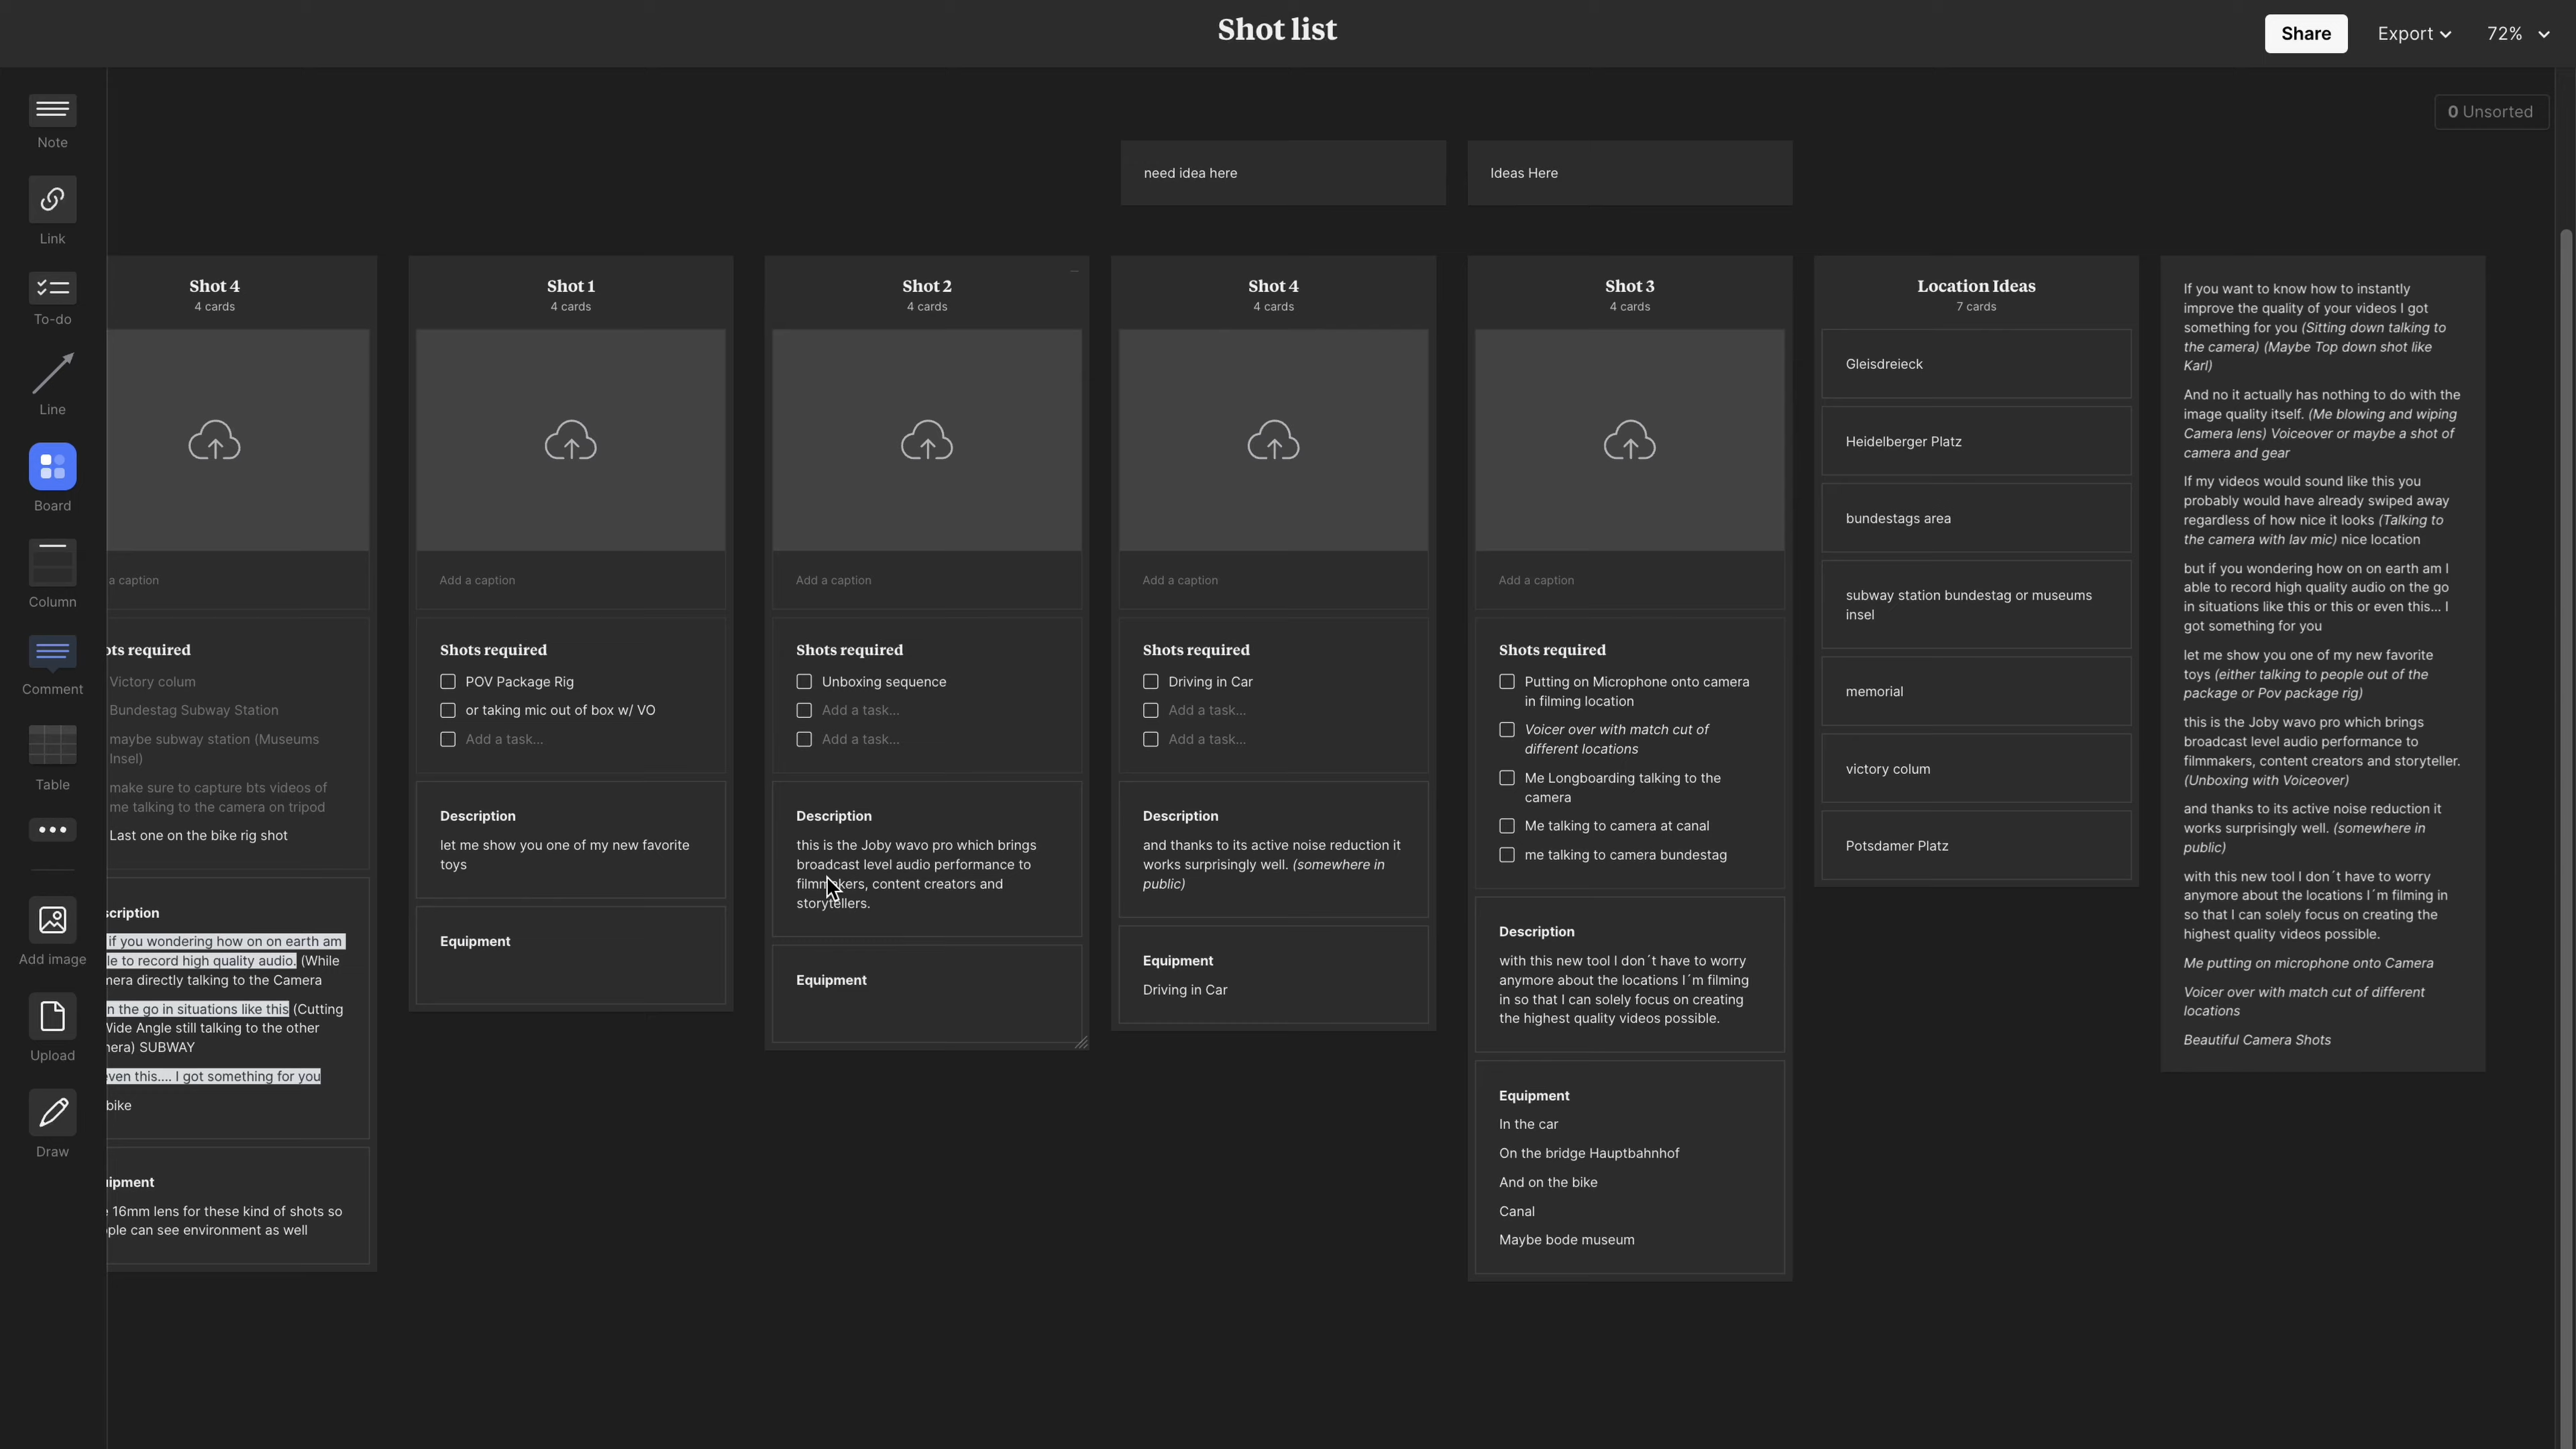 Shot list
Share
Export
72%
0 Unsorted
Note
Link
To-do
Line
Board
Column
Comment
Table
Add image
Upload
Draw
need idea here
Ideas Here
Shot 4
4 cards
a caption
ots required
Victory colum
Bundestag Subway Station
maybe subway station (Museums
Insel)
make sure to capture bts videos of
me talking to the camera on tripod
Last one on the bike rig shot
scription
if you wondering how on on earth am
le to record high quality audio. (While
nera directly talking to the Camera
n the go in situations like this (Cutting
Wide Angle still talking to the other
nera) SUBWAY
even this.... I got something for you
bike
uipment
16mm lens for these kind of shots so
ople can see environment as well
Shot 1
4 cards
Add a caption
Shots required
POV Package Rig
or taking mic out of box w/ VO
Add a task...
Description
let me show you one of my new favorite
toys
Equipment
Shot 2
4 cards
Add a caption
Shots required
Unboxing sequence
Add a task...
Add a task...
Description
this is the Joby wavo pro which brings
broadcast level audio performance to
filmmakers, content creators and
storytellers.
Equipment
Shot 4
4 cards
Add a caption
Shots required
Driving in Car
Add a task...
Add a task...
Description
and thanks to its active noise reduction it
works surprisingly well. (somewhere in
public)
Equipment
Driving in Car
Shot 3
4 cards
Add a caption
Shots required
Putting on Microphone onto camera
in filming location
Voicer over with match cut of
different locations
Me Longboarding talking to the
camera
Me talking to camera at canal
me talking to camera bundestag
Description
with this new tool I don´t have to worry
anymore about the locations I´m filming
in so that I can solely focus on creating
the highest quality videos possible.
Equipment
In the car
On the bridge Hauptbahnhof
And on the bike
Canal
Maybe bode museum
Location Ideas
7 cards
Gleisdreieck
Heidelberger Platz
bundestags area
subway station bundestag or museums
insel
memorial
victory colum
Potsdamer Platz
If you want to know how to instantly
improve the quality of your videos I got
something for you (Sitting down talking to
the camera) (Maybe Top down shot like
Karl)
And no it actually has nothing to do with the
image quality itself. (Me blowing and wiping
Camera lens) Voiceover or maybe a shot of
camera and gear
If my videos would sound like this you
probably would have already swiped away
regardless of how nice it looks (Talking to
the camera with lav mic) nice location
but if you wondering how on on earth am I
able to record high quality audio on the go
in situations like this or this or even this... I
got something for you
let me show you one of my new favorite
toys (either talking to people out of the
package or Pov package rig)
this is the Joby wavo pro which brings
broadcast level audio performance to
filmmakers, content creators and storyteller.
(Unboxing with Voiceover)
and thanks to its active noise reduction it
works surprisingly well. (somewhere in
public)
with this new tool I don´t have to worry
anymore about the locations I´m filming in
so that I can solely focus on creating the
highest quality videos possible.
Me putting on microphone onto Camera
Voicer over with match cut of different
locations
Beautiful Camera Shots